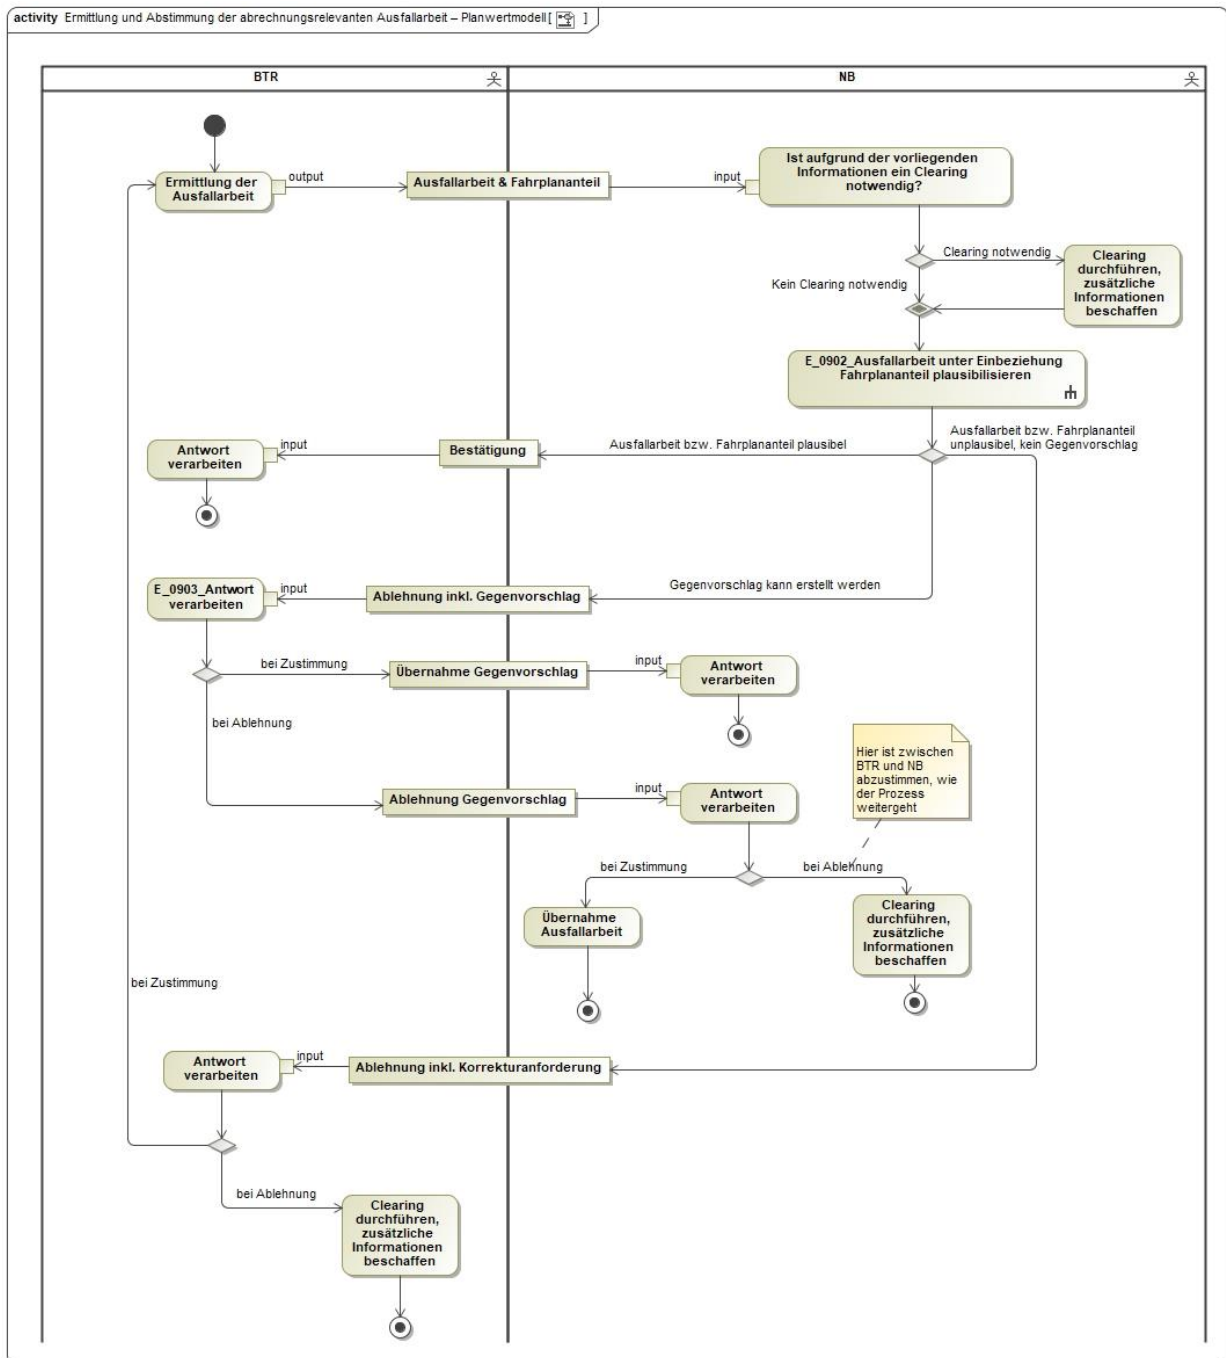 activity Ermittlung und Abstimmung der abrechnungsrelevanten Ausfallarbeit – Planwertmodell[ ]
BTR
NB
Ermittlung der
Ausfallarbeit
output
Ausfallarbeit & Fahrplananteil
input
Ist aufgrund der vorliegenden
Informationen ein Clearing
notwendig?
Clearing notwendig
Kein Clearing notwendig
Clearing
durchführen,
zusätzliche
Informationen
beschaffen
E_0902_Ausfallarbeit unter Einbeziehung
Fahrplananteil plausibilisieren
Ausfallarbeit bzw. Fahrplananteil
unplausibel, kein Gegenvorschlag
Ausfallarbeit bzw. Fahrplananteil plausibel
Bestätigung
input
Antwort
verarbeiten
Gegenvorschlag kann erstellt werden
Ablehnung inkl. Gegenvorschlag
input
E_0903_Antwort
verarbeiten
bei Zustimmung
Übernahme Gegenvorschlag
input
Antwort
verarbeiten
bei Ablehnung
Hier ist zwischen
BTR und NB
abzustimmen, wie
der Prozess
weitergeht
Ablehnung Gegenvorschlag
input
Antwort
verarbeiten
bei Zustimmung
bei Ablehnung
Übernahme
Ausfallarbeit
Clearing
durchführen,
zusätzliche
Informationen
beschaffen
bei Zustimmung
Antwort
verarbeiten
input
Ablehnung inkl. Korrekturanforderung
bei Ablehnung
Clearing
durchführen,
zusätzliche
Informationen
beschaffen